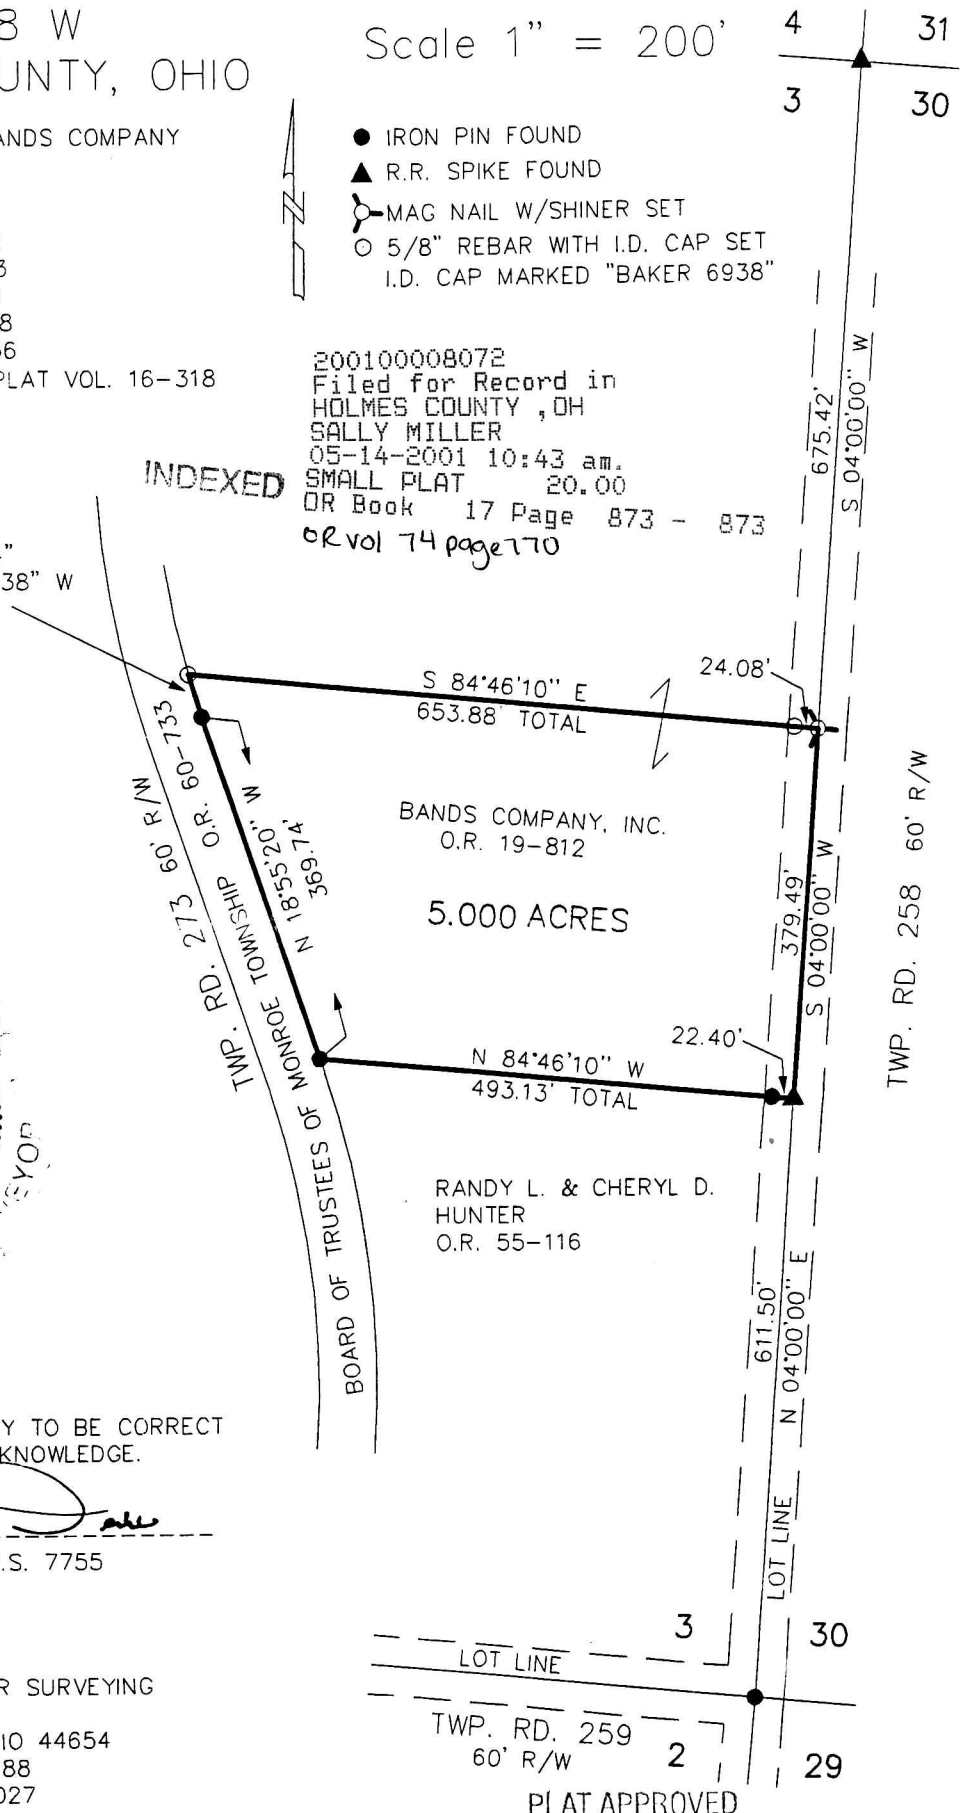 8 W
UNTY, OHIO
Scale 1" = 200'
4
31
3
30
ANDS COMPANY
IRON PIN FOUND
R.R. SPIKE FOUND
MAG NAIL W/SHINER SET
5/8" REBAR WITH I.D. CAP SET
I.D. CAP MARKED "BAKER 6938"
3
8
6
PLAT VOL. 16-318
200100008072
Filed for Record in
HOLMES COUNTY ,OH
SALLY MILLER
05-14-2001 10:43 am.
SMALL PLAT 20.00
OR Book 17 Page 873 - 873
OR vol 74 page 770
INDEXED
675.42'
S 04°00'00" W
"
38" W
S 84°46'10" E
653.88' TOTAL
24.08'
TWP. RD. 273 60' R/W
BOARD OF TRUSTEES OF MONROE TOWNSHIP O.R. 60-733
N 18°55'20" W
369.74'
BANDS COMPANY, INC.
O.R. 19-812
5.000 ACRES
379.49'
S 04°00'00" W
TWP. RD. 258 60' R/W
22.40'
N 84°46'10" W
493.13' TOTAL
EYOR
RANDY L. & CHERYL D.
HUNTER
O.R. 55-116
611.50'
N 04°00'00" E
LOT LINE
Y TO BE CORRECT
KNOWLEDGE.
.S. 7755
3
30
LOT LINE
R SURVEYING
IO 44654
88
027
TWP. RD. 259
60' R/W
2
29
PLAT APPROVED